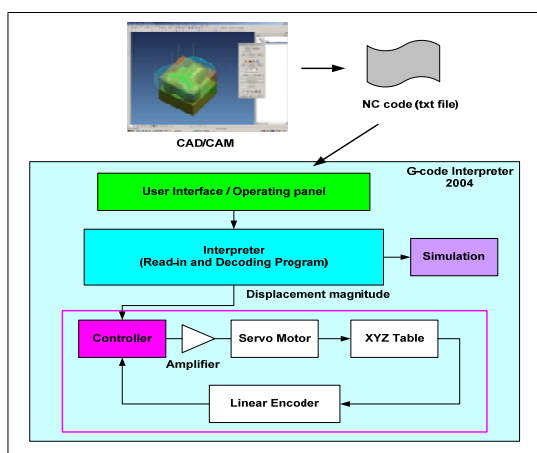 CAD/CAM
NC code (txt file)
G-code Interpreter
2004
User Interface / Operating panel
Interpreter
(Read-in and Decoding Program)
Simulation
Displacement magnitude
Controller
Amplifier
Servo Motor
XYZ Table
Linear Encoder